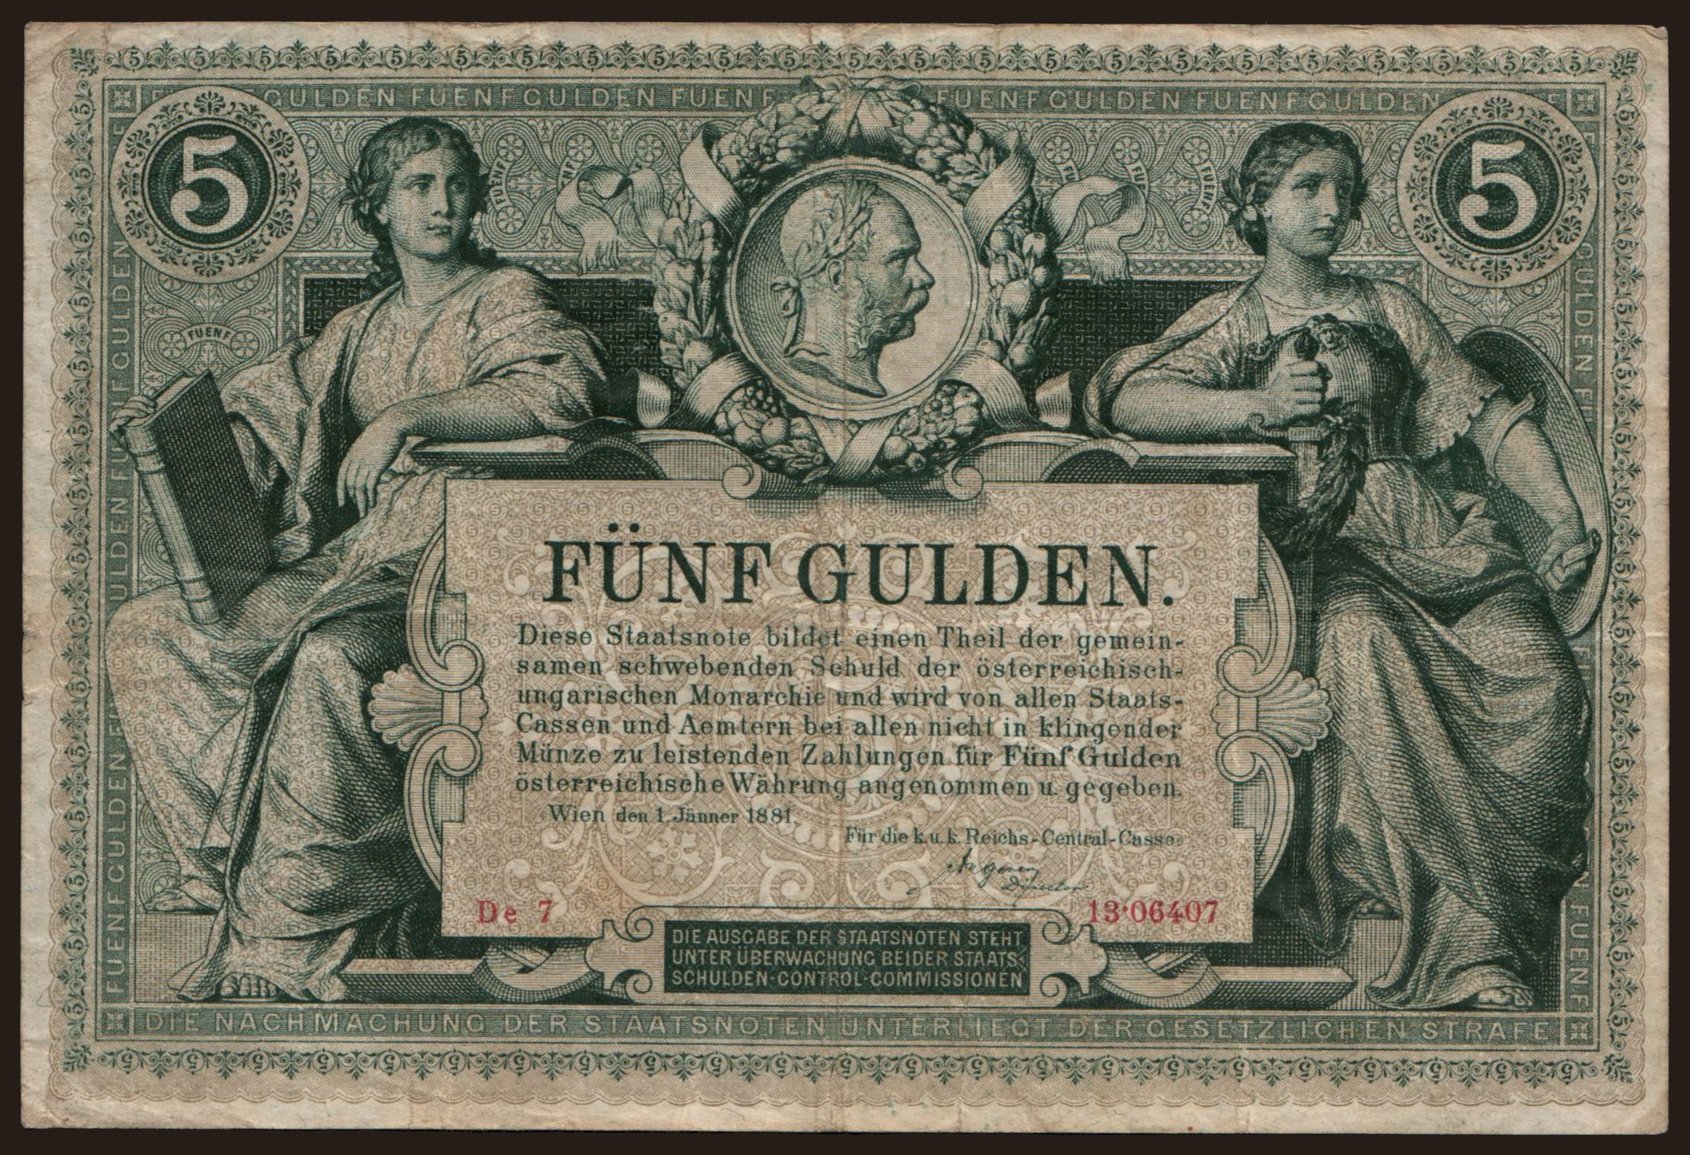 GULDEN FUENFGULDEN FUENF FUENFGULDEN FUENFGULDEN
5 5
FUENF FUENF
FUENF
FÜNF GULDEN.
Diese Staatsnote bildet einen Theil der gemein-
samen schwebenden Schuld der österreichisch-
ungarischen Monarchie und wird von allen Staats-
Cassen und Aemtern bei allen nicht in klingender
Münze zu leistenden Zahlungen für Fünf Gulden
österreichische Währung angenommen u. gegeben.
Wien den 1. Jänner 1881.
Für die k. u. k. Reichs-Central-Casse:
Director
De 7 13·06407
DIE AUSGABE DER STAATSNOTEN STEHT
UNTER ÜBERWACHUNG BEIDER STAATS-
SCHULDEN-CONTROL-COMMISSIONEN
DIE NACHMACHUNG DER STAATSNOTEN UNTERLIEGT DER GESETZLICHEN STRAFE